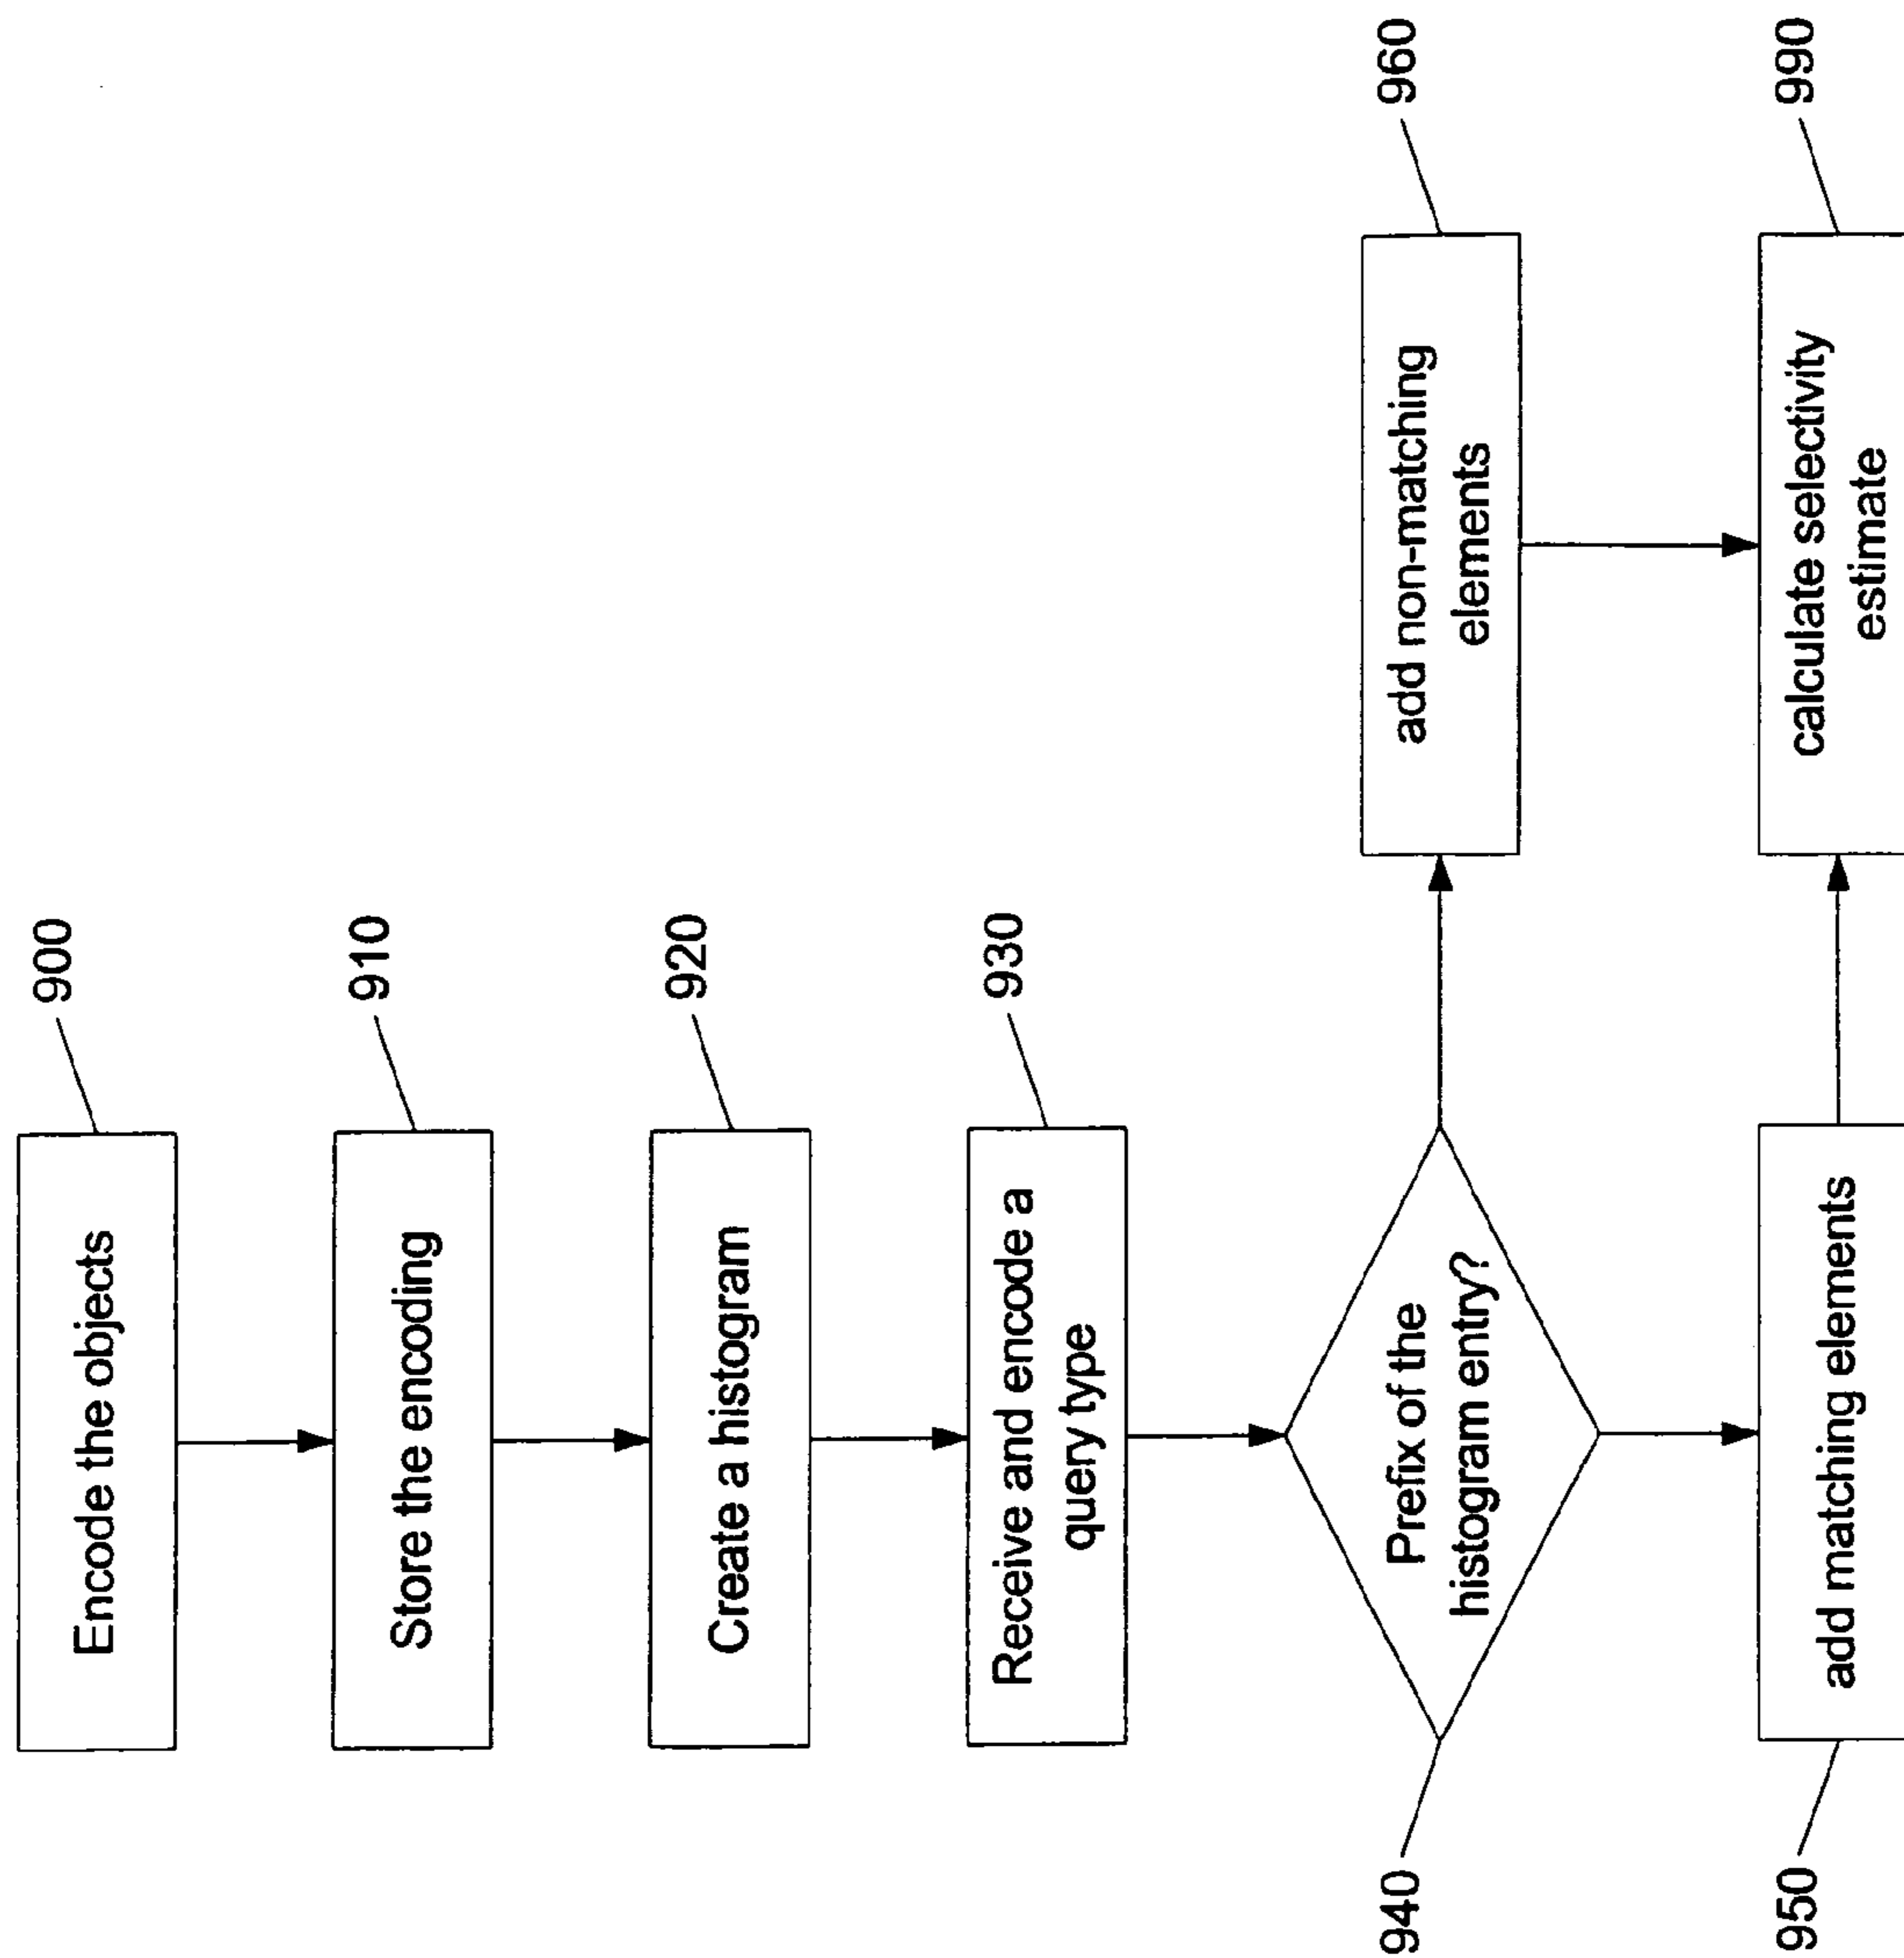 Encode the objects
900
Store the encoding
910
Create a histogram
920
Receive and encode a
query type
930
Prefix of the
histogram entry?
940
add non-matching
elements
960
add matching elements
950
calculate selectivity
estimate
990